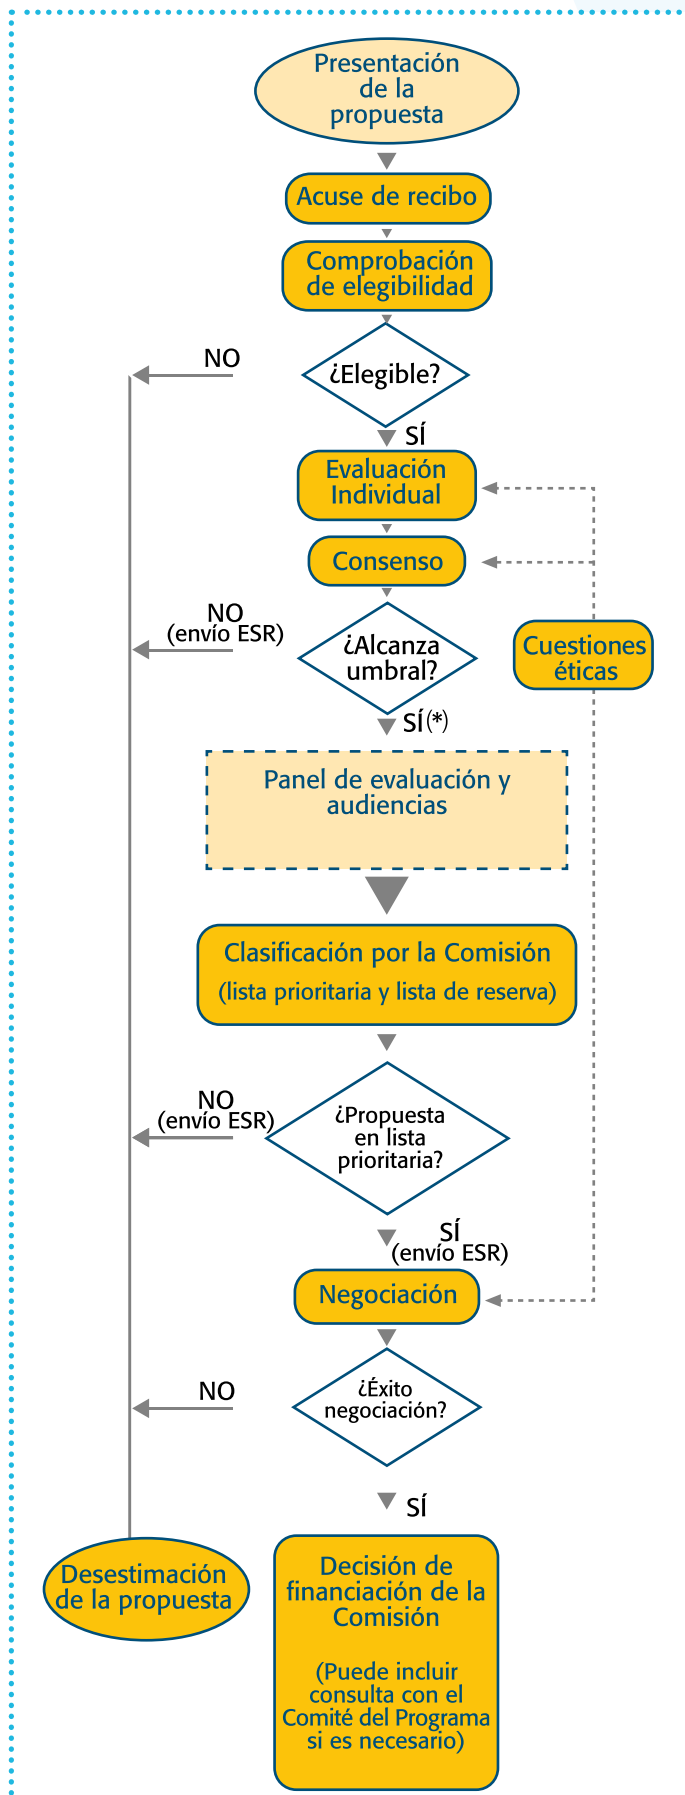 Presentación
de la
propuesta
Acuse de recibo
Comprobación
de elegibilidad
NO
¿Elegible?
SÍ
Evaluación
Individual
Consenso
NO
(envío ESR)
¿Alcanza
umbral?
Cuestiones
éticas
SÍ(*)
Panel de evaluación y
audiencias
Clasificación por la Comisión
(lista prioritaria y lista de reserva)
NO
(envío ESR)
¿Propuesta
en lista
prioritaria?
SÍ
(envío ESR)
Negociación
NO
¿Éxito
negociación?
SÍ
Desestimación
de la propuesta
Decisión de
financiación de la
Comisión
(Puede incluir
consulta con el
Comité del Programa
si es necesario)